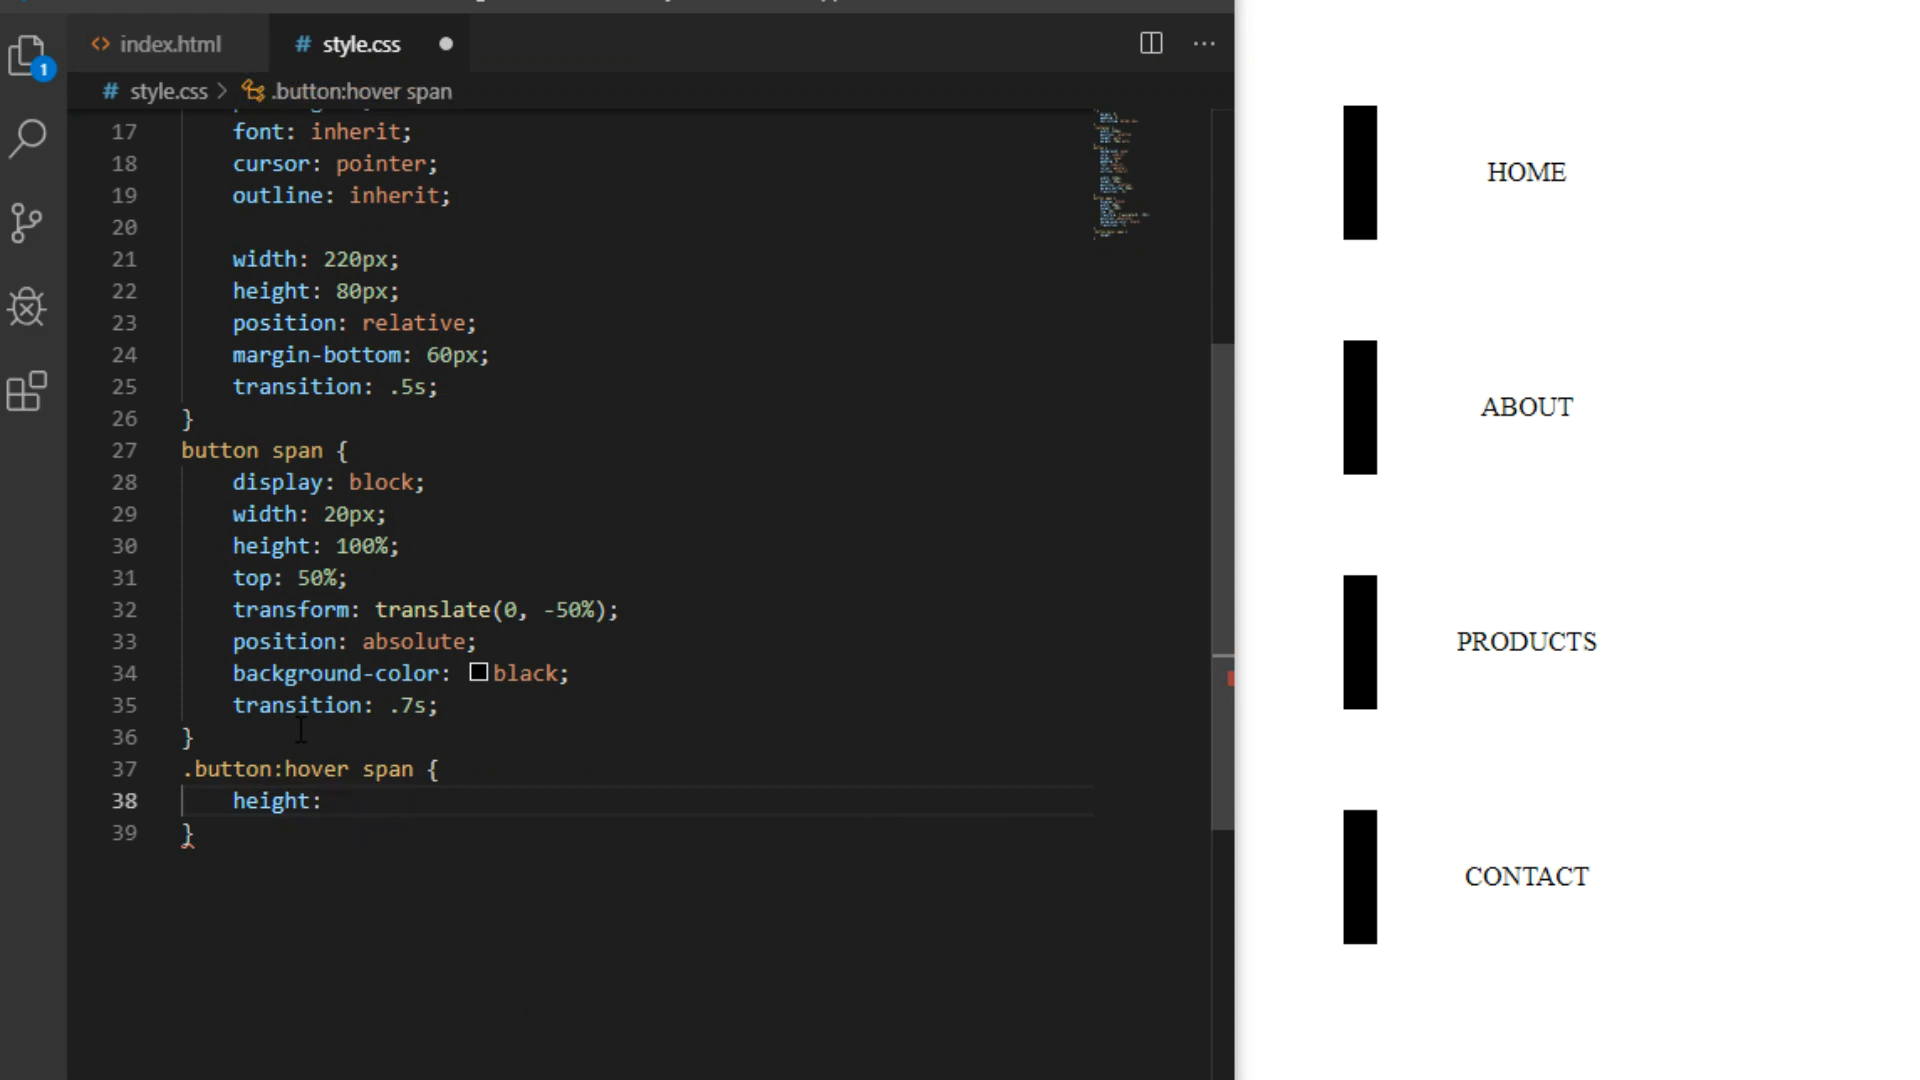 index.html
style.css
1
style.css > .button:hover span
17 font: inherit;
18 cursor: pointer;
19 outline: inherit;
20
21 width: 220px;
22 height: 80px;
23 position: relative;
24 margin-bottom: 60px;
25 transition: .5s;
26 }
27 button span {
28 display: block;
29 width: 20px;
30 height: 100%;
31 top: 50%;
32 transform: translate(0, -50%);
33 position: absolute;
34 background-color: black;
35 transition: .7s;
36 }
37 .button:hover span {
38 height:
39 }
HOME
ABOUT
PRODUCTS
CONTACT